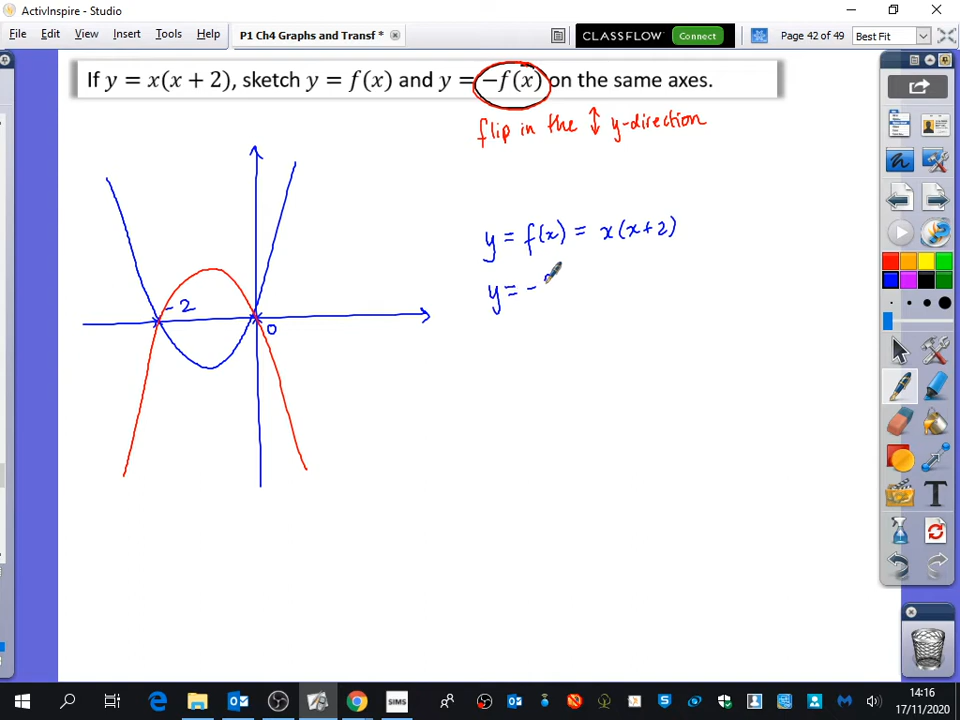 ActivInspire - Studio
File Edit View Insert Tools Help P1 Ch4 Graphs and Transf * CLASSFLOW Connect Page 42 of 49 Best Fit
If y = x(x + 2), sketch y = f(x) and y = −f(x) on the same axes.
flip in the ↕ y-direction
y = f(x) = x(x+2)
y = -
-2
0
SIMS
14:16
17/11/2020